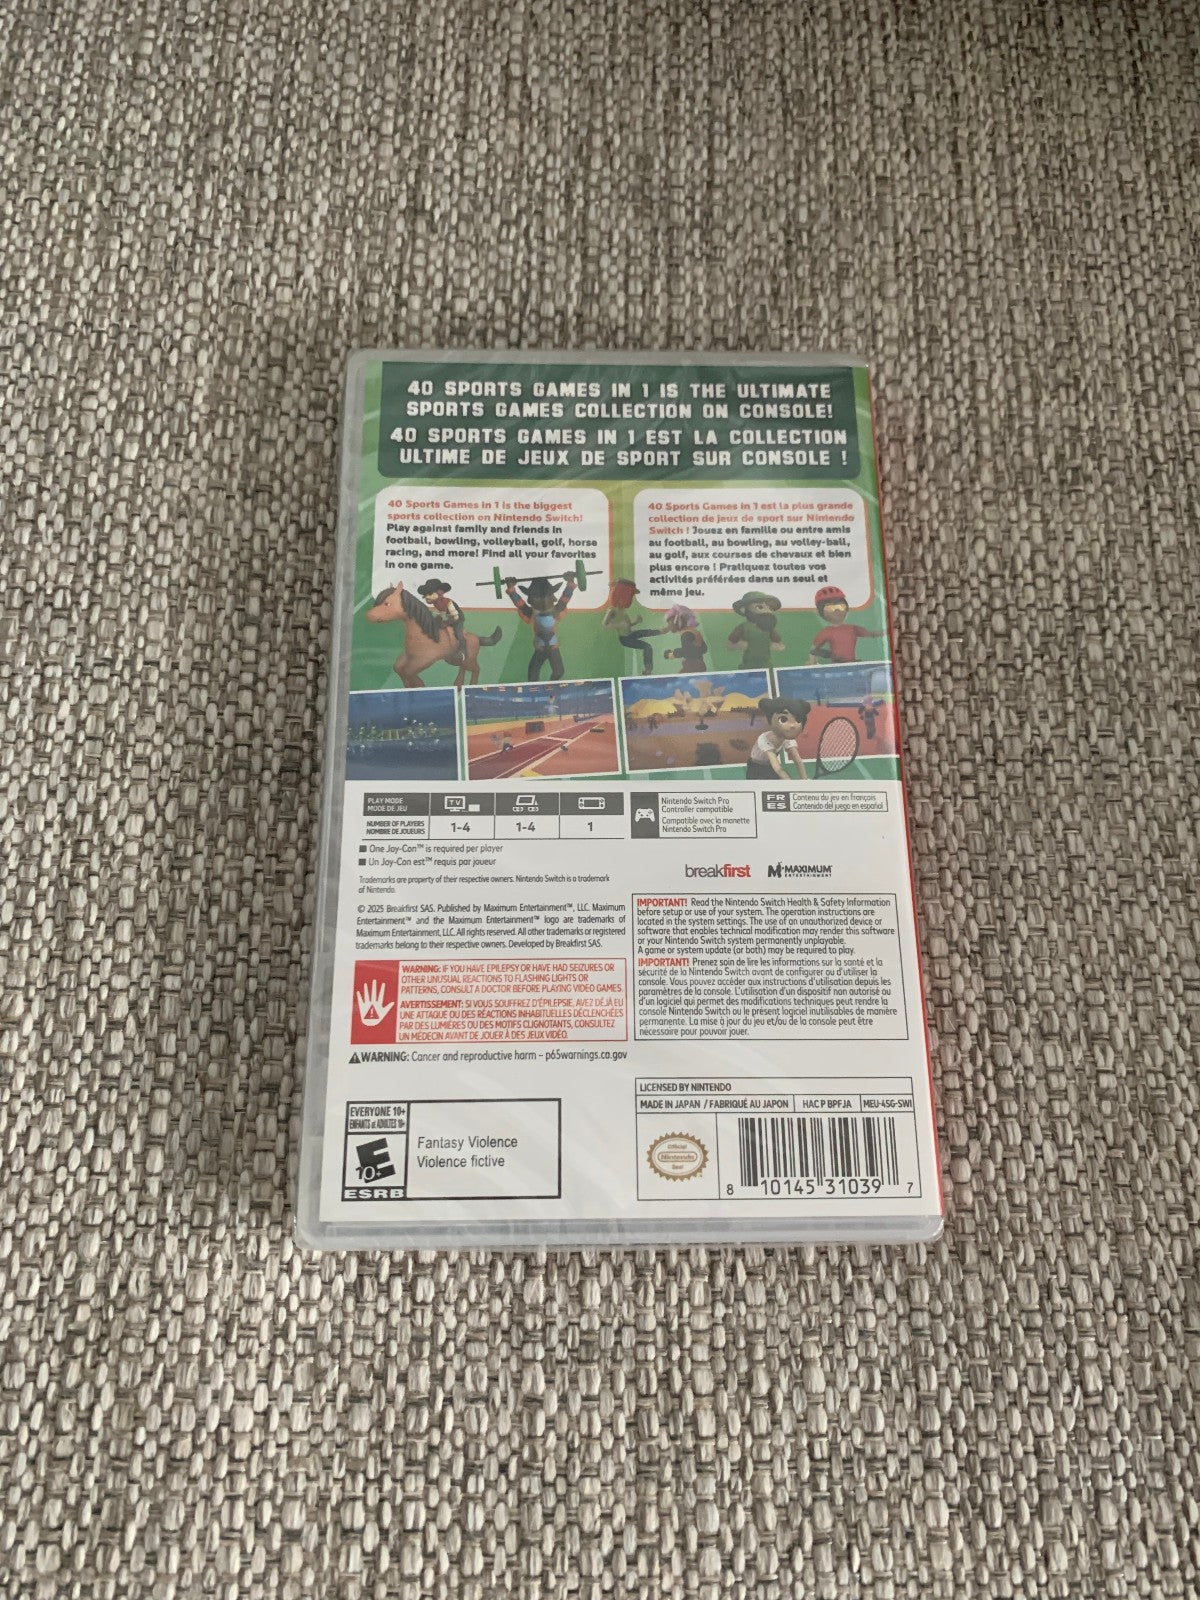 40 SPORTS GAMES IN 1 IS THE ULTIMATE
SPORTS GAMES COLLECTION ON CONSOLE!
40 SPORTS GAMES IN 1 EST LA COLLECTION
ULTIME DE JEUX DE SPORT SUR CONSOLE !
40 Sports Games in 1 is the biggest
sports collection on Nintendo Switch!
Play against family and friends in
football, bowling, volleyball, golf, horse
racing, and more! Find all your favorites
in one game.
40 Sports Games in 1 est la plus grande
collection de jeux de sport sur Nintendo
Switch ! Jouez en famille ou entre amis
au football, au bowling, au volley-ball,
au golf, aux courses de chevaux et bien
plus encore ! Pratiquez toutes vos
activités préférées dans un seul et
même jeu.
PLAY MODE
MODE DE JEU
TV
NUMBER OF PLAYERS
NOMBRE DE JOUEURS
1-4
1-4
1
Nintendo Switch Pro
Controller compatible
Compatible avec la manette
Nintendo Switch Pro
FR
ES
Contenu du jeu en français
Contenido del juego en español
One Joy-Con™ is required per player
Un Joy-Con est™ requis par joueur
Trademarks are property of their respective owners. Nintendo Switch is a trademark
of Nintendo.
breakfirst
M MAXIMUM
ENTERTAINMENT
© 2025 Breakfirst SAS. Published by Maximum Entertainment™, LLC. Maximum
Entertainment™ and the Maximum Entertainment™ logo are trademarks of
Maximum Entertainment, LLC. All rights reserved. All other trademarks or registered
trademarks belong to their respective owners. Developed by Breakfirst SAS.
IMPORTANT! Read the Nintendo Switch Health & Safety Information
before setup or use of your system. The operation instructions are
located in the system settings. The use of an unauthorized device or
software that enables technical modification may render this software
or your Nintendo Switch system permanently unplayable.
A game or system update (or both) may be required to play.
IMPORTANT! Prenez soin de lire les informations sur la santé et la
sécurité de la Nintendo Switch avant de configurer ou d'utiliser la
console. Vous pouvez accéder aux instructions d'utilisation depuis les
paramètres de la console. L'utilisation d'un dispositif non autorisé ou
d'un logiciel qui permet des modifications techniques peut rendre la
console Nintendo Switch ou le présent logiciel inutilisables de manière
permanente. La mise à jour du jeu et/ou de la console peut être
nécessaire pour pouvoir jouer.
WARNING: IF YOU HAVE EPILEPSY OR HAVE HAD SEIZURES OR
OTHER UNUSUAL REACTIONS TO FLASHING LIGHTS OR
PATTERNS, CONSULT A DOCTOR BEFORE PLAYING VIDEO GAMES.
AVERTISSEMENT: SI VOUS SOUFFREZ D'ÉPILEPSIE, AVEZ DÉJÀ EU
UNE ATTAQUE OU DES RÉACTIONS INHABITUELLES DÉCLENCHÉES
PAR DES LUMIÈRES OU DES MOTIFS CLIGNOTANTS, CONSULTEZ
UN MÉDECIN AVANT DE JOUER À DES JEUX VIDÉO.
WARNING: Cancer and reproductive harm – p65warnings.ca.gov
EVERYONE 10+
ENFANTS et ADULTES 10+
E
10+
ESRB
Fantasy Violence
Violence fictive
LICENSED BY NINTENDO
MADE IN JAPAN / FABRIQUÉ AU JAPON
HAC P BPFJA
MEU-45G-SWI
Official
Nintendo
Seal
8 10145 31039 7